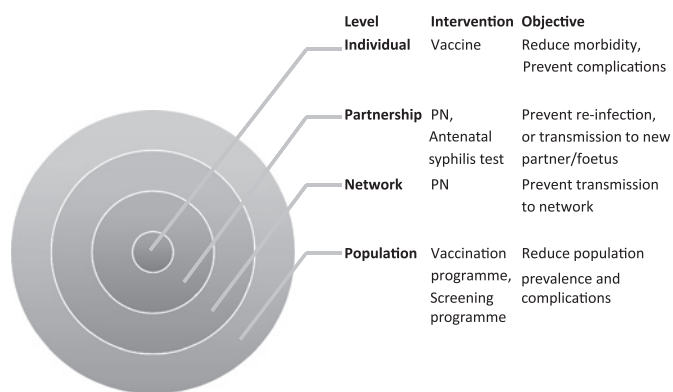 Level Intervention Objective
Individual Vaccine Reduce morbidity,
Prevent complications
Partnership PN, Prevent re-infection,
Antenatal or transmission to new
syphilis test partner/foetus
Network PN Prevent transmission
to network
Population Vaccination Reduce population
programme, prevalence and
Screening complications
programme